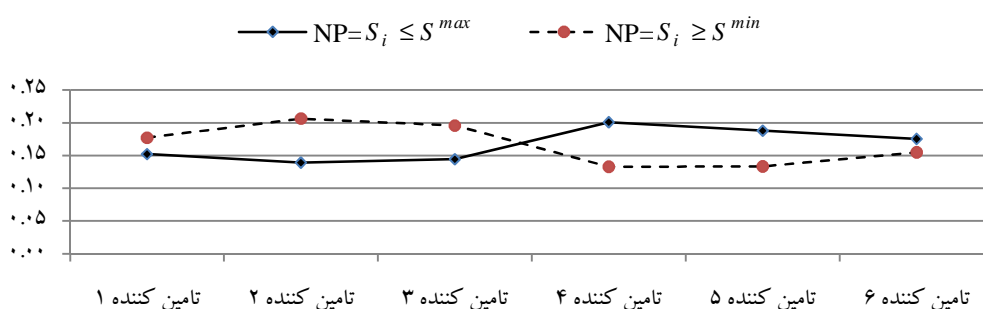 NP=S_i ≤ S^max
NP=S_i ≥ S^min
۰.۲۵
۰.۲۰
۰.۱۵
۰.۱۰
۰.۰۵
۰.۰۰
تامین کننده ۱
تامین کننده ۲
تامین کننده ۳
تامین کننده ۴
تامین کننده ۵
تامین کننده ۶